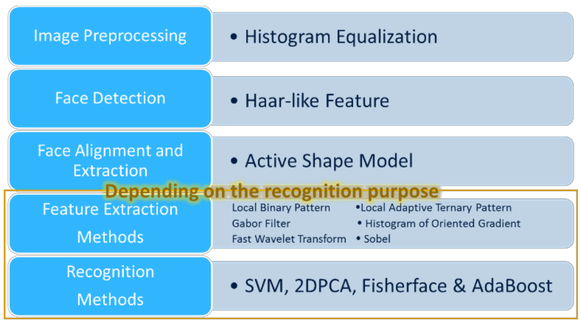 Image Preprocessing
• Histogram Equalization
Face Detection
• Haar-like Feature
Face Alignment and
Extraction
• Active Shape Model
Depending on the recognition purpose
Feature Extraction
Methods
Local Binary Pattern •Local Adaptive Ternary Pattern
Gabor Filter • Histogram of Oriented Gradient
Fast Wavelet Transform • Sobel
Recognition
Methods
• SVM, 2DPCA, Fisherface & AdaBoost